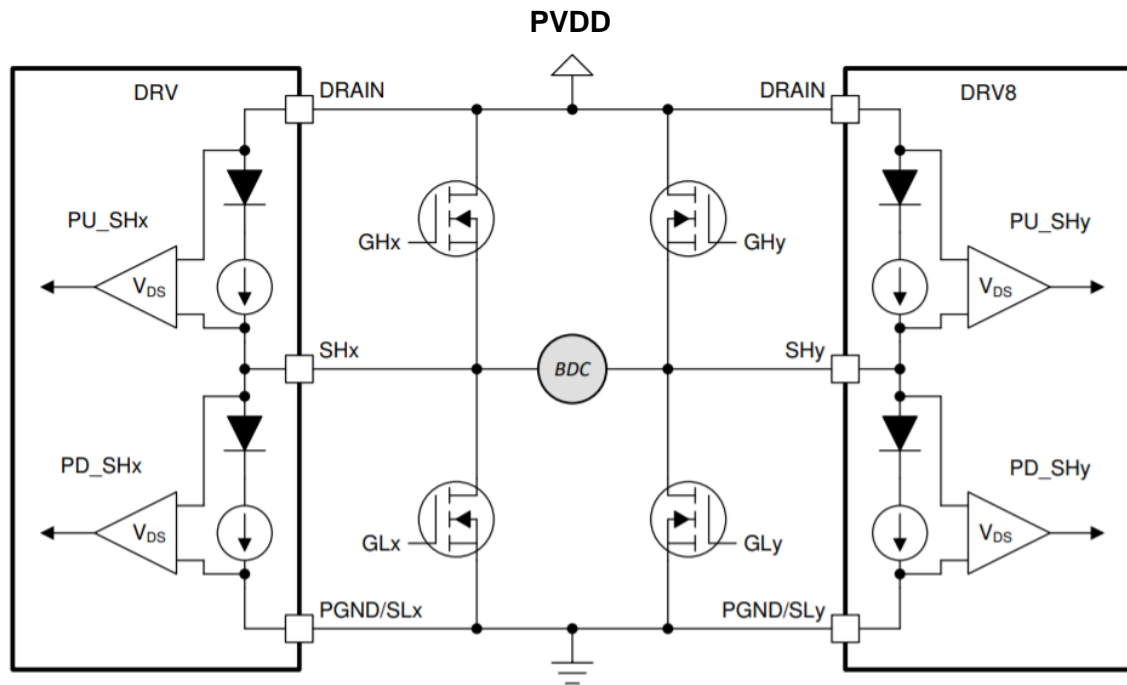 PVDD
DRV
DRAIN
DRAIN
DRV8
PU_SHx
VDS
GHx
GHy
PU_SHy
VDS
SHx
BDC
SHy
PD_SHx
VDS
GLx
GLy
PD_SHy
VDS
PGND/SLx
PGND/SLy